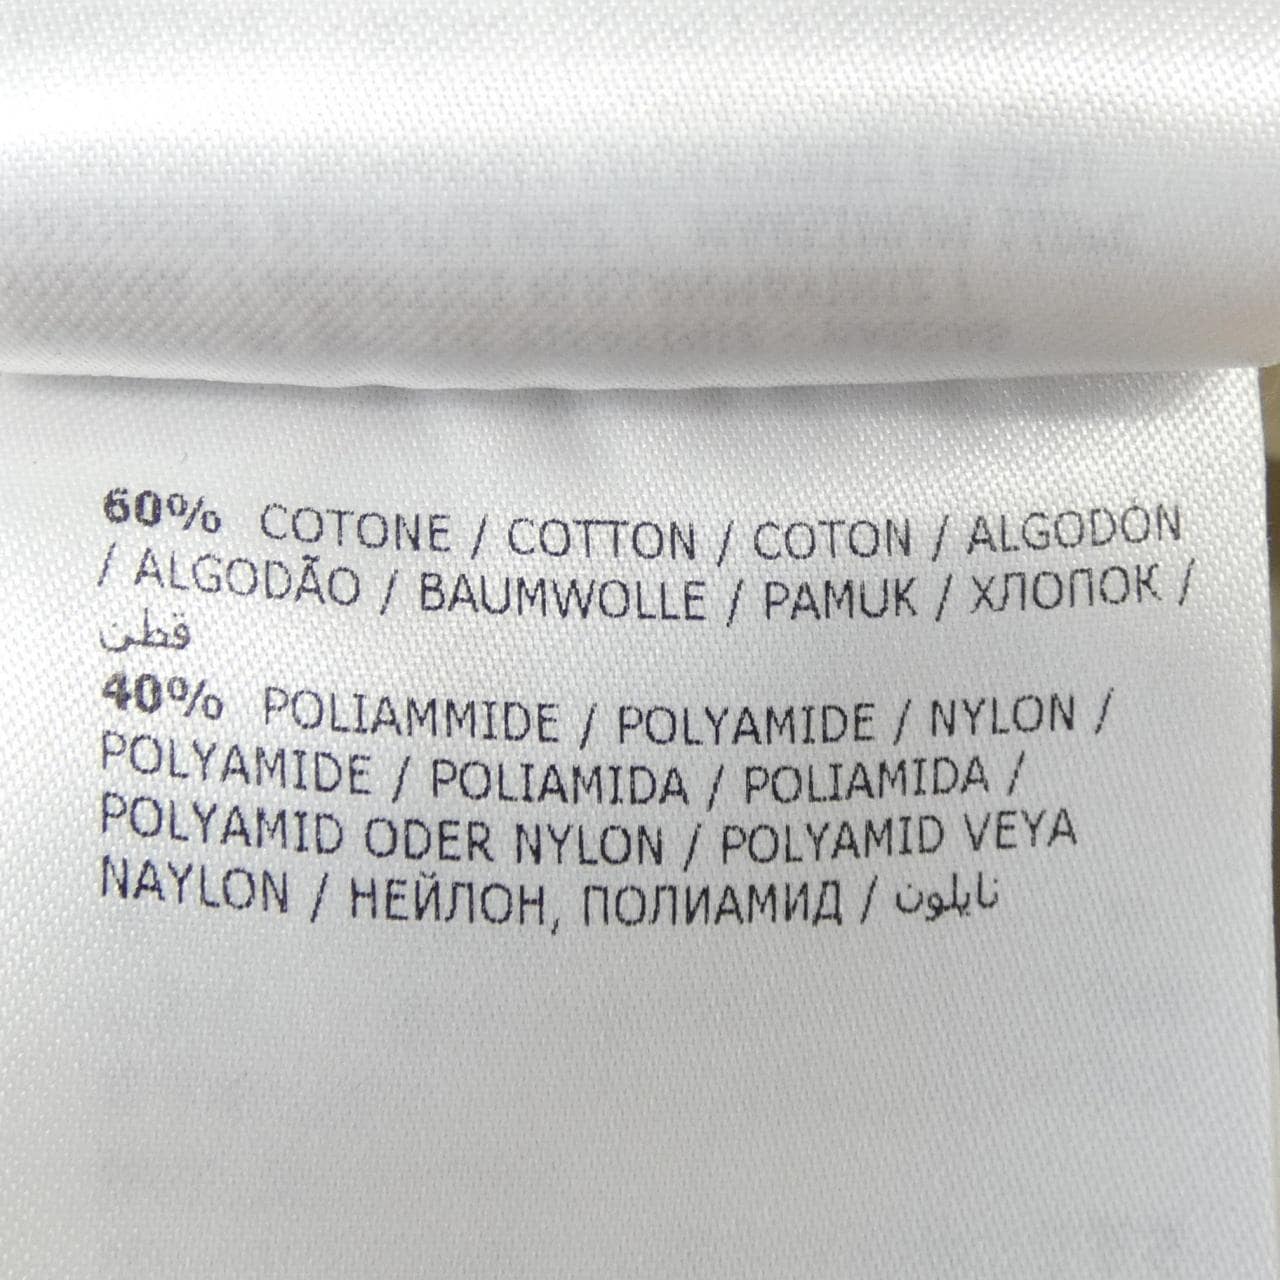 60% COTONE / COTTON / COTON / ALGODÓN
/ ALGODÃO / BAUMWOLLE / PAMUK / ХЛОПОК /
قطن
40% POLIAMMIDE / POLYAMIDE / NYLON /
POLYAMIDE / POLIAMIDA / POLIAMIDA /
POLYAMID ODER NYLON / POLYAMID VEYA
NAYLON / НЕЙЛОН, ПОЛИАМИД / نايلون